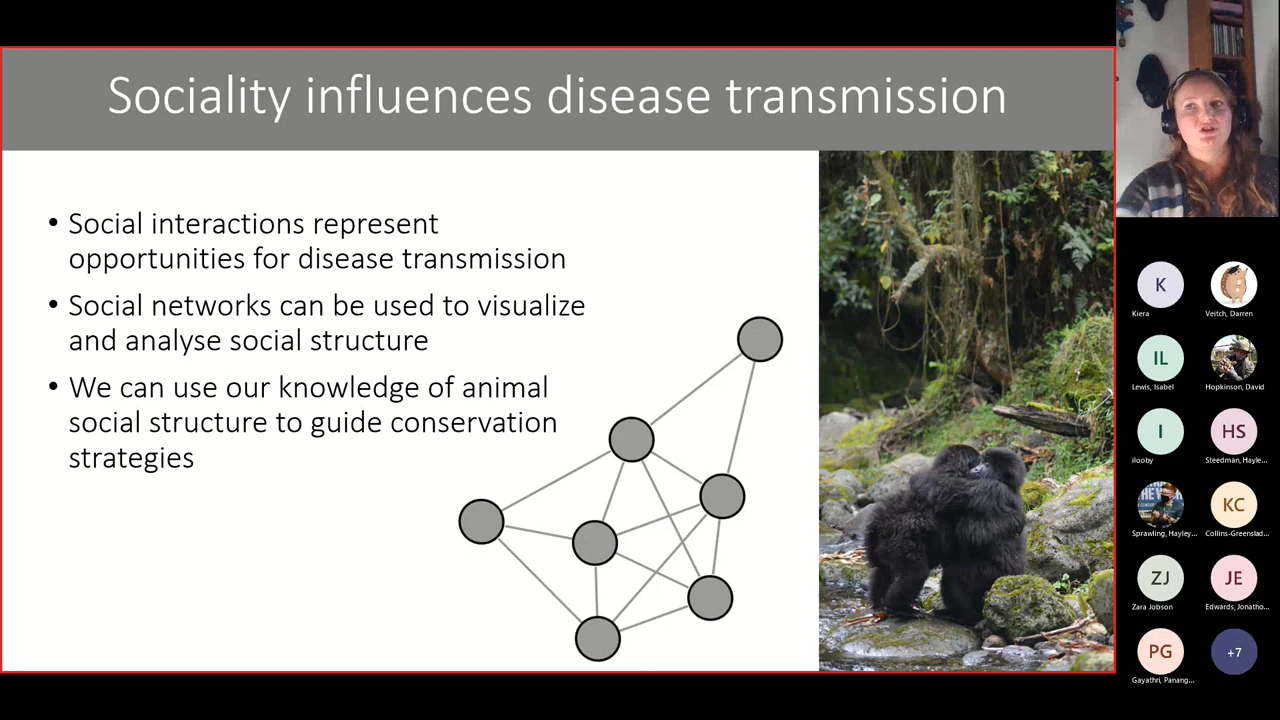 Sociality influences disease transmission
• Social interactions represent
opportunities for disease transmission
• Social networks can be used to visualize
and analyse social structure
• We can use our knowledge of animal
social structure to guide conservation
strategies
K
Kiera
Veitch, Darren
IL
Lewis, Isabel
Hopkinson, David
I
ilooby
HS
Steedman, Hayle...
Sprawling, Hayley...
KC
Collins-Greenslad...
ZJ
Zara Jobson
JE
Edwards, Jonatho...
PG
Gayathri, Panang...
+7